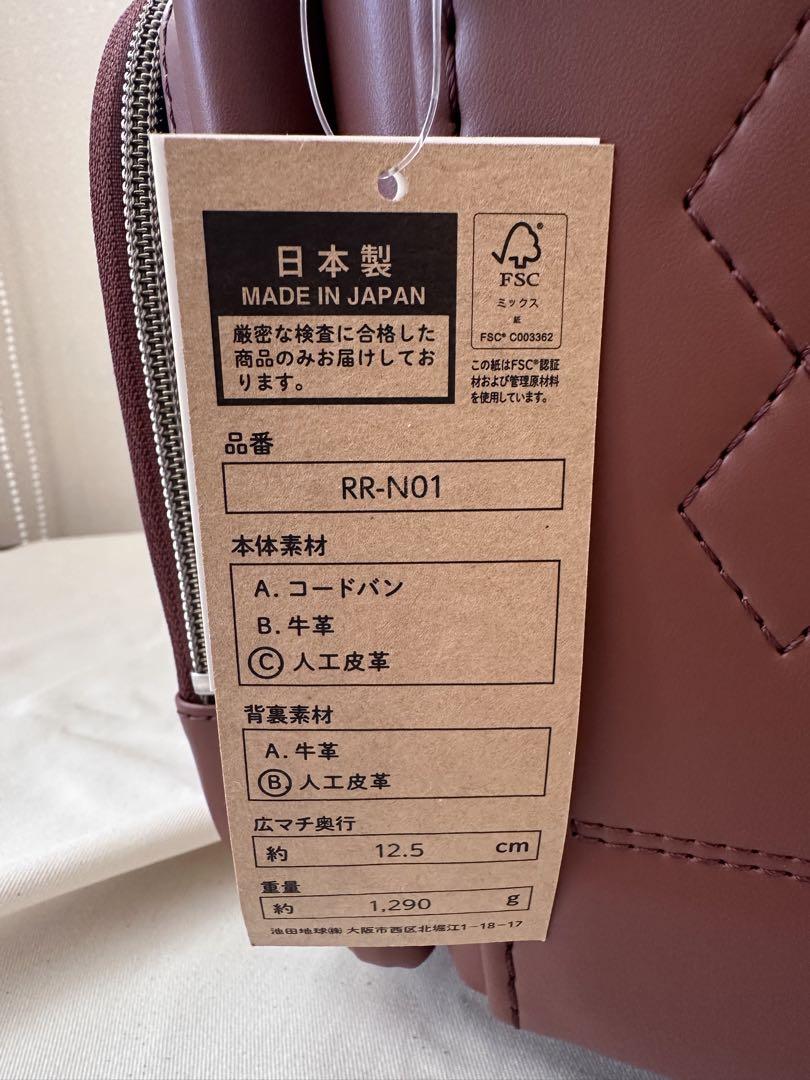 日本製
MADE IN JAPAN
厳密な検査に合格した
商品のみお届けしてお
ります。
FSC®
ミックス
紙
FSC® C003362
この紙はFSC®認証
材および管理原材料
を使用しています。
品番
RR-N01
本体素材
A. コードバン
B. 牛革
Ⓒ 人工皮革
背裏素材
A. 牛革
Ⓑ. 人工皮革
広マチ奥行
約 12.5 cm
重量
約 1,290 g
池田地球㈱ 大阪市西区北堀江1-18-17